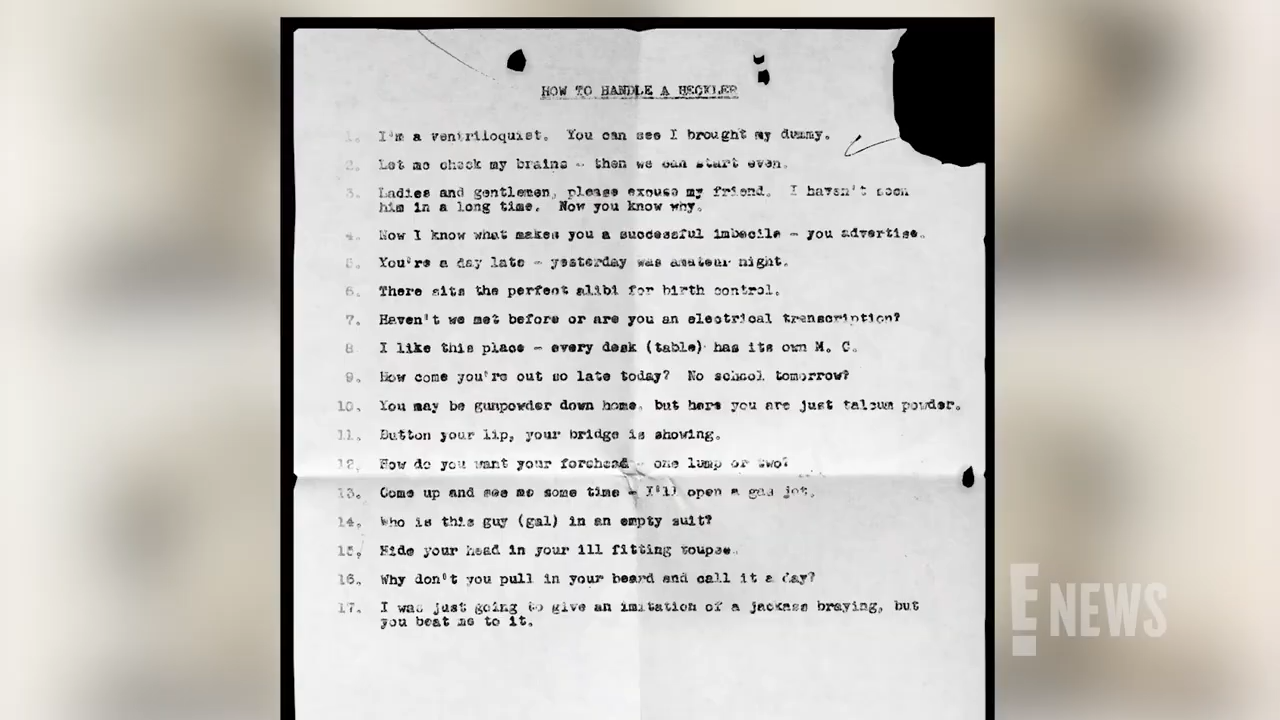 HOW TO HANDLE A HECKLER
1. I'm a ventriloquist. You can see I brought my dummy.
2. Let me check my brains - then we can start even.
3. Ladies and gentlemen, please excuse my friend. I haven't seen
him in a long time. Now you know why.
4. Now I know what makes you a successful imbecile - you advertise.
5. You're a day late - yesterday was amateur night.
6. There sits the perfect alibi for birth control.
7. Haven't we met before or are you an electrical transcription?
8 I like this place - every desk (table) has its own M. C.
9. How come you're out so late today? No school tomorrow?
10. You may be gunpowder down home, but here you are just talcum powder.
11. Button your lip, your bridge is showing.
12. How do you want your forehead - one lump or two?
13. Come up and see me some time - I'll open a gas jet.
14. Who is this guy (gal) in an empty suit?
15. Hide your head in your ill fitting toupee.
16. Why don't you pull in your beard and call it a day?
17. I was just going to give an imitation of a jackass braying, but
you beat me to it.
E! NEWS